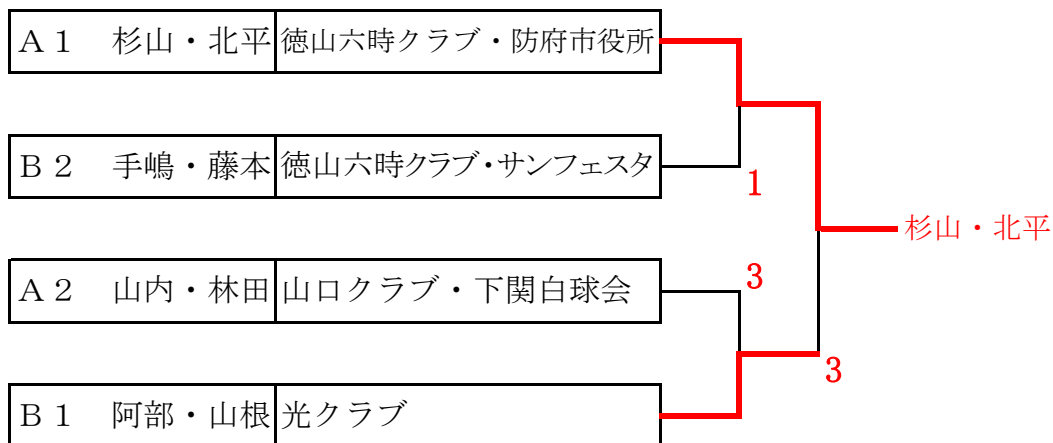 A1 杉山・北平 徳山六時クラブ・防府市役所
B2 手嶋・藤本 徳山六時クラブ・サンフェスタ
1
杉山・北平
3
A2 山内・林田 山口クラブ・下関白球会
3
B1 阿部・山根 光クラブ